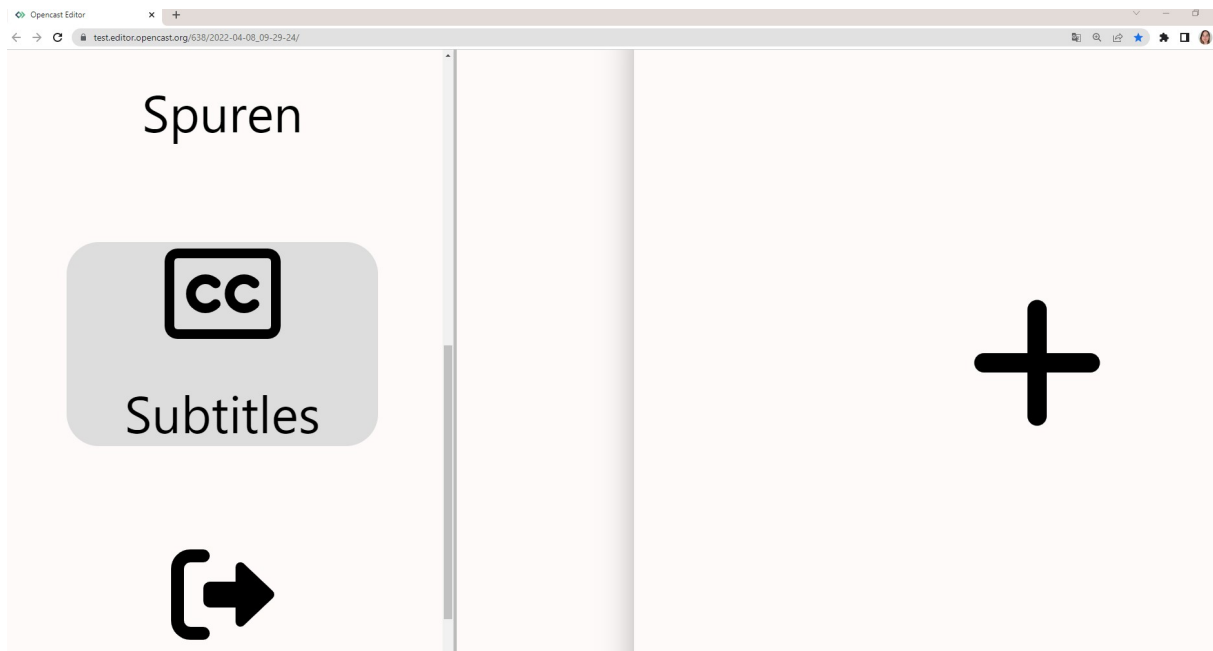 Opencast Editor
test.editor.opencast.org/638/2022-04-08_09-29-24/
Spuren
CC
Subtitles